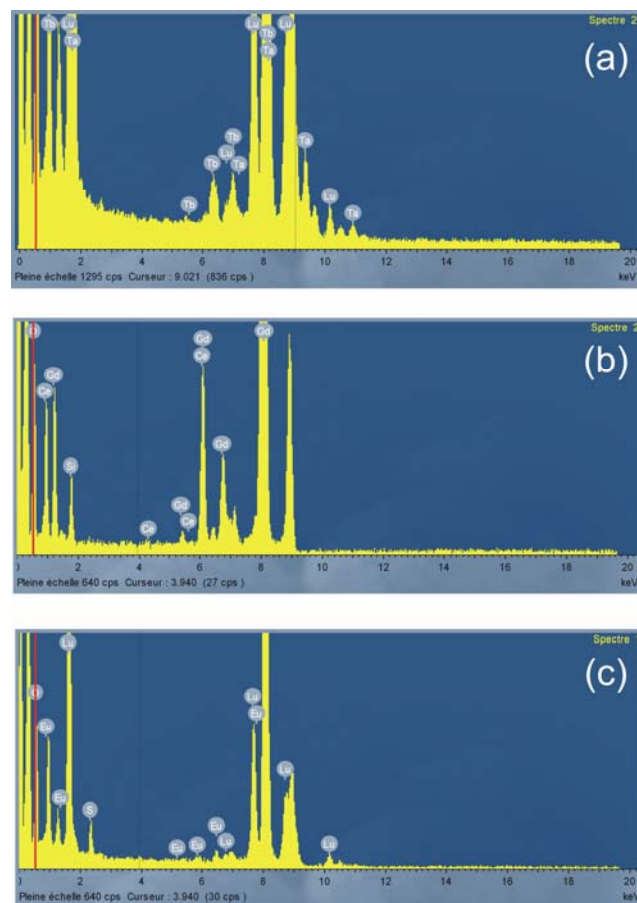 Spectre 2
(a)
Tb Lu Ta Lu Tb Ta Lu
Tb Tb Lu Tb Ta Ta Lu Ta
0 2 4 6 8 10 12 14 16 18 20
Pleine échelle 1295 cps Curseur : 9.021 (836 cps ) keV
Spectre 2
(b)
Ce Gd Si Gd Ce Gd Gd
Ce Gd Ce
0 2 4 6 8 10 12 14 16 18 20
Pleine échelle 640 cps Curseur : 3.940 (27 cps) keV
Spectre
(c)
Lu Eu Eu S Lu Eu Lu
Eu Eu Eu Lu Lu
0 2 4 6 8 10 12 14 16 18 20
Pleine échelle 640 cps Curseur : 3.940 (30 cps) keV